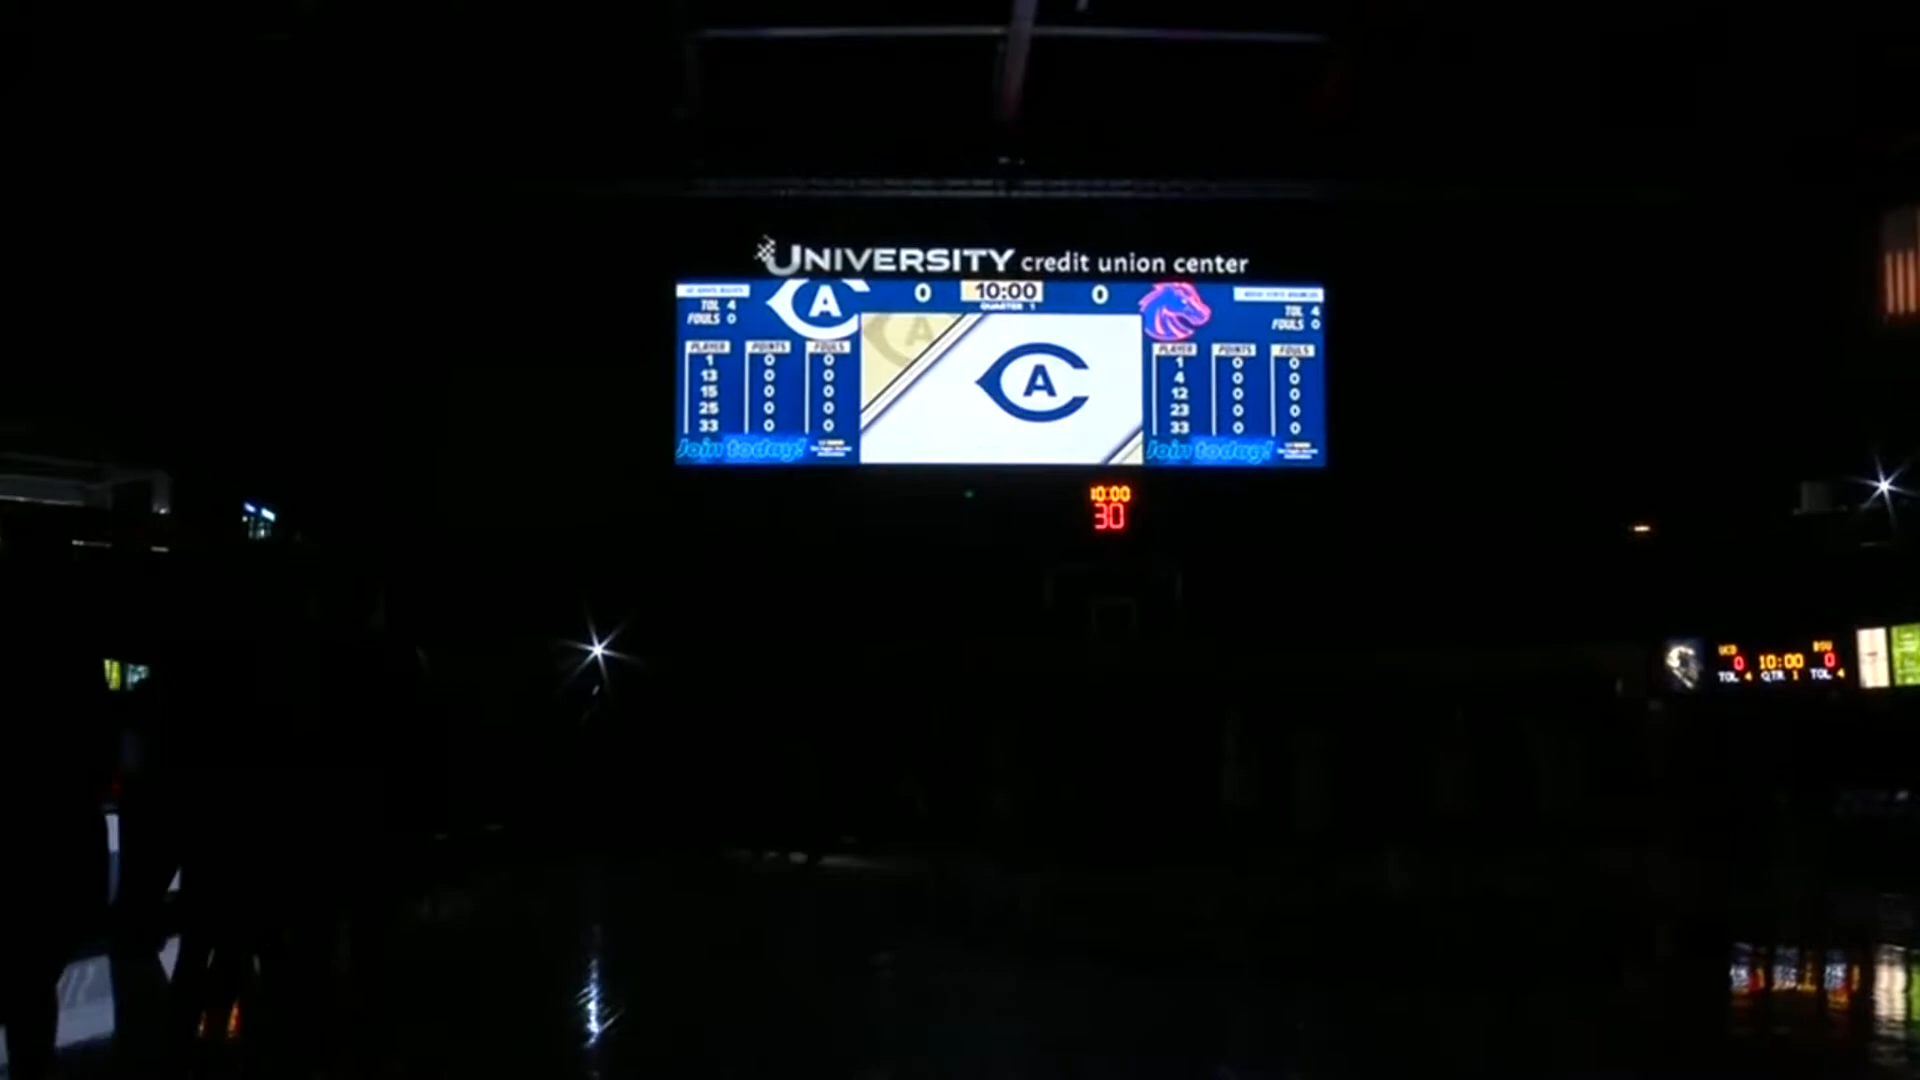 UNIVERSITY credit union center
TOL 4
FOULS 0
A
0
10:00
QUARTER 1
0
TOL 4
FOULS 0
A
A
PLAYER POINTS FOULS
1 0 0
13 0 0
15 0 0
25 0 0
33 0 0
Join today!
PLAYER POINTS FOULS
1 0 0
4 0 0
12 0 0
23 0 0
33 0 0
Join today!
10:00
30
UCD BSU
0 10:00 0
TOL 4 QTR 1 TOL 4